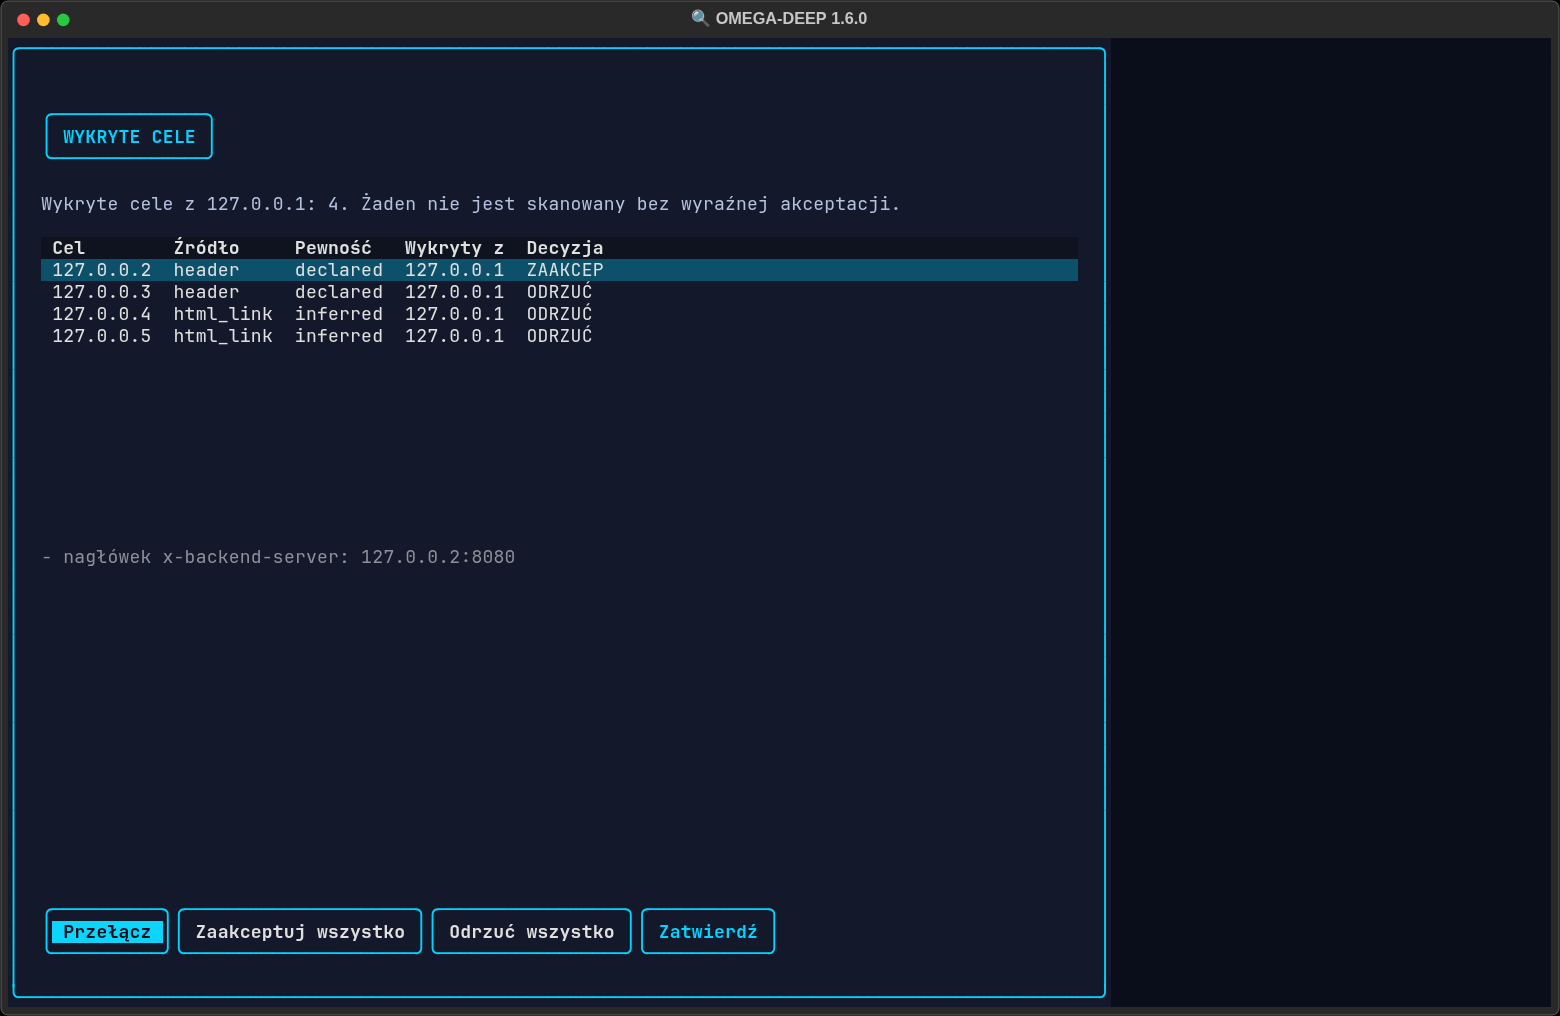 🔍 OMEGA-DEEP 1.6.0
WYKRYTE CELE
Wykryte cele z 127.0.0.1: 4. Żaden nie jest skanowany bez wyraźnej akceptacji.
Cel Źródło Pewność Wykryty z Decyzja
127.0.0.2 header declared 127.0.0.1 ZAAKCEP
127.0.0.3 header declared 127.0.0.1 ODRZUĆ
127.0.0.4 html_link inferred 127.0.0.1 ODRZUĆ
127.0.0.5 html_link inferred 127.0.0.1 ODRZUĆ
- nagłówek x-backend-server: 127.0.0.2:8080
Przełącz Zaakceptuj wszystko Odrzuć wszystko Zatwierdź